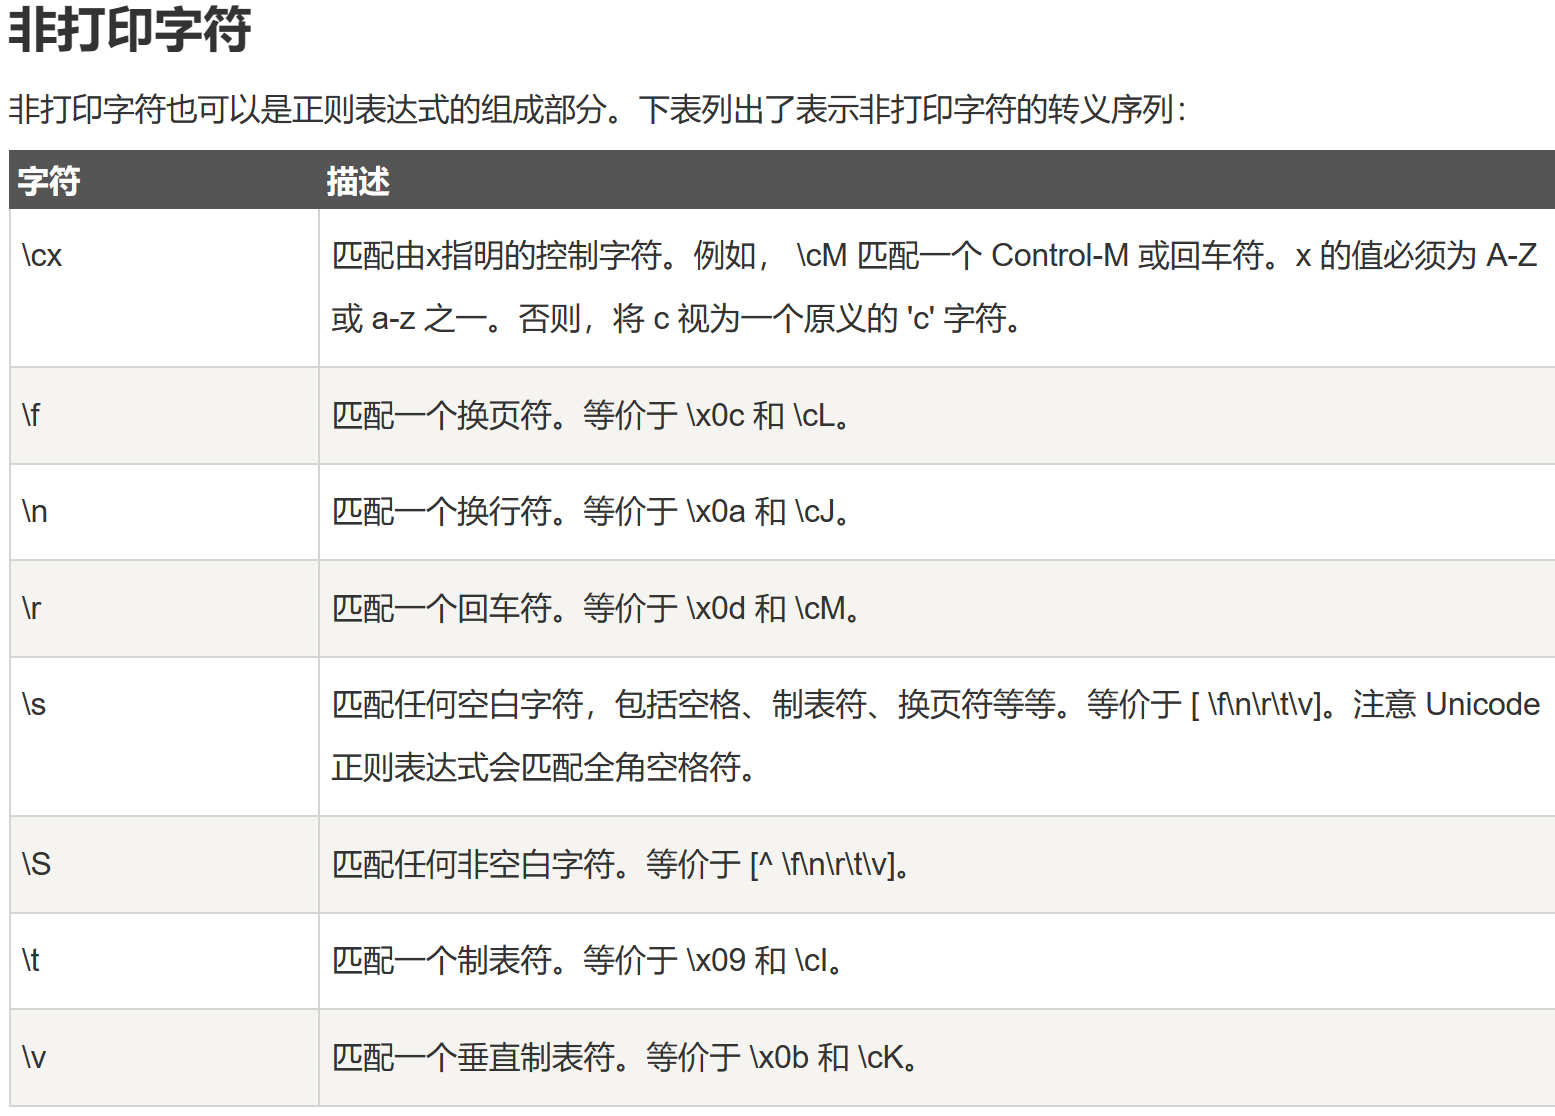 非打印字符
非打印字符也可以是正则表达式的组成部分。下表列出了表示非打印字符的转义序列：
字符 描述
\cx 匹配由x指明的控制字符。例如， \cM 匹配一个 Control-M 或回车符。x 的值必须为 A-Z
或 a-z 之一。否则，将 c 视为一个原义的 'c' 字符。
\f 匹配一个换页符。等价于 \x0c 和 \cL。
\n 匹配一个换行符。等价于 \x0a 和 \cJ。
\r 匹配一个回车符。等价于 \x0d 和 \cM。
\s 匹配任何空白字符，包括空格、制表符、换页符等等。等价于 [ \f\n\r\t\v]。注意 Unicode
正则表达式会匹配全角空格符。
\S 匹配任何非空白字符。等价于 [^ \f\n\r\t\v]。
\t 匹配一个制表符。等价于 \x09 和 \cI。
\v 匹配一个垂直制表符。等价于 \x0b 和 \cK。